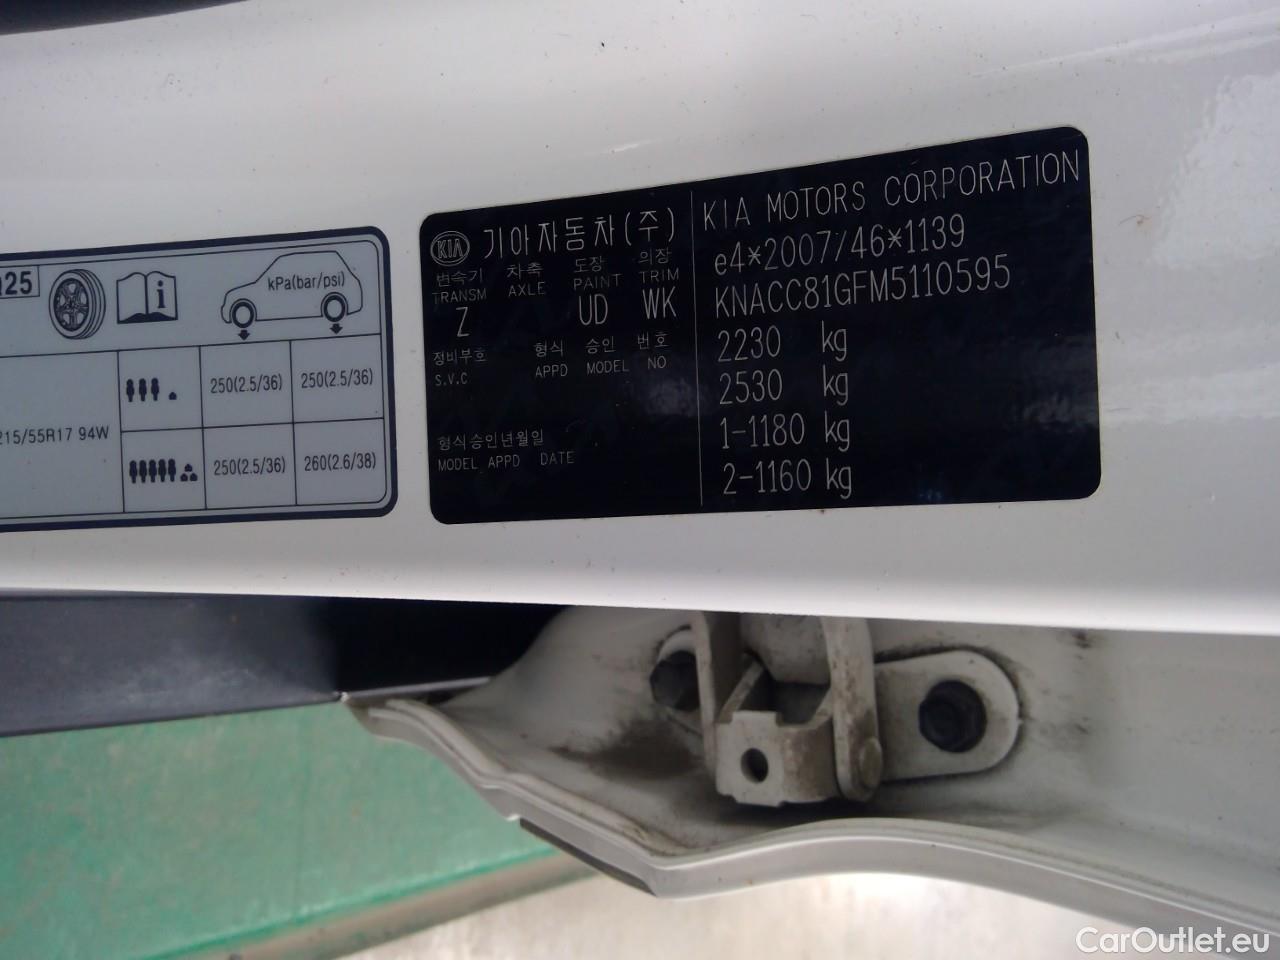 25
kPa(bar/psi)
215/55R17 94W
250(2.5/36) 250(2.5/36)
250(2.5/36) 260(2.6/38)
KIA 기아자동차(주)
변속기 차축 도장 의장
TRANSM AXLE PAINT TRIM
Z UD WK
정비부호 형식 승인 번호
S.V.C APPD MODEL NO
형식승인년월일
MODEL APPD DATE
KIA MOTORS CORPORATION
e4*2007/46*1139
KNACC81GFM5110595
2230 kg
2530 kg
1-1180 kg
2-1160 kg
CarOutlet.eu